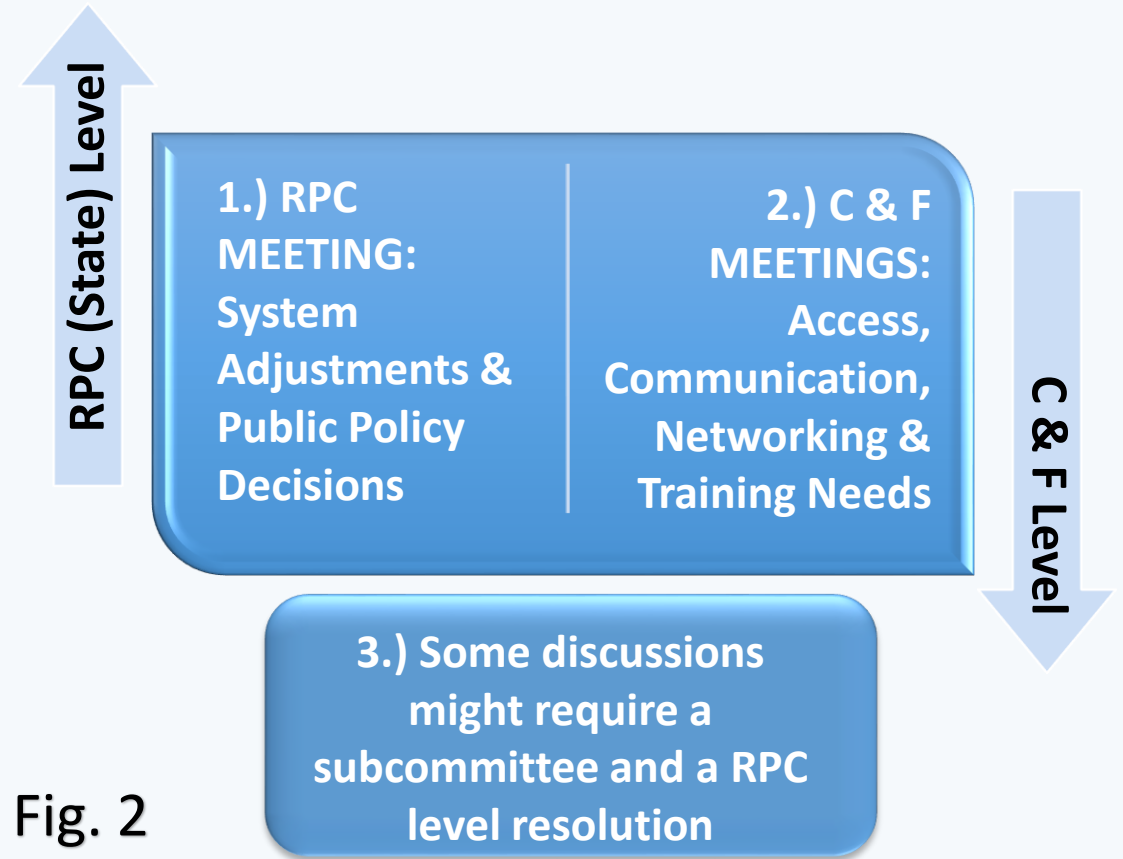 RPC (State) Level
1.) RPC
MEETING:
System
Adjustments &
Public Policy
Decisions
2.) C & F
MEETINGS:
Access,
Communication,
Networking &
Training Needs
C & F Level
3.) Some discussions
might require a
subcommittee and a RPC
level resolution
Fig. 2